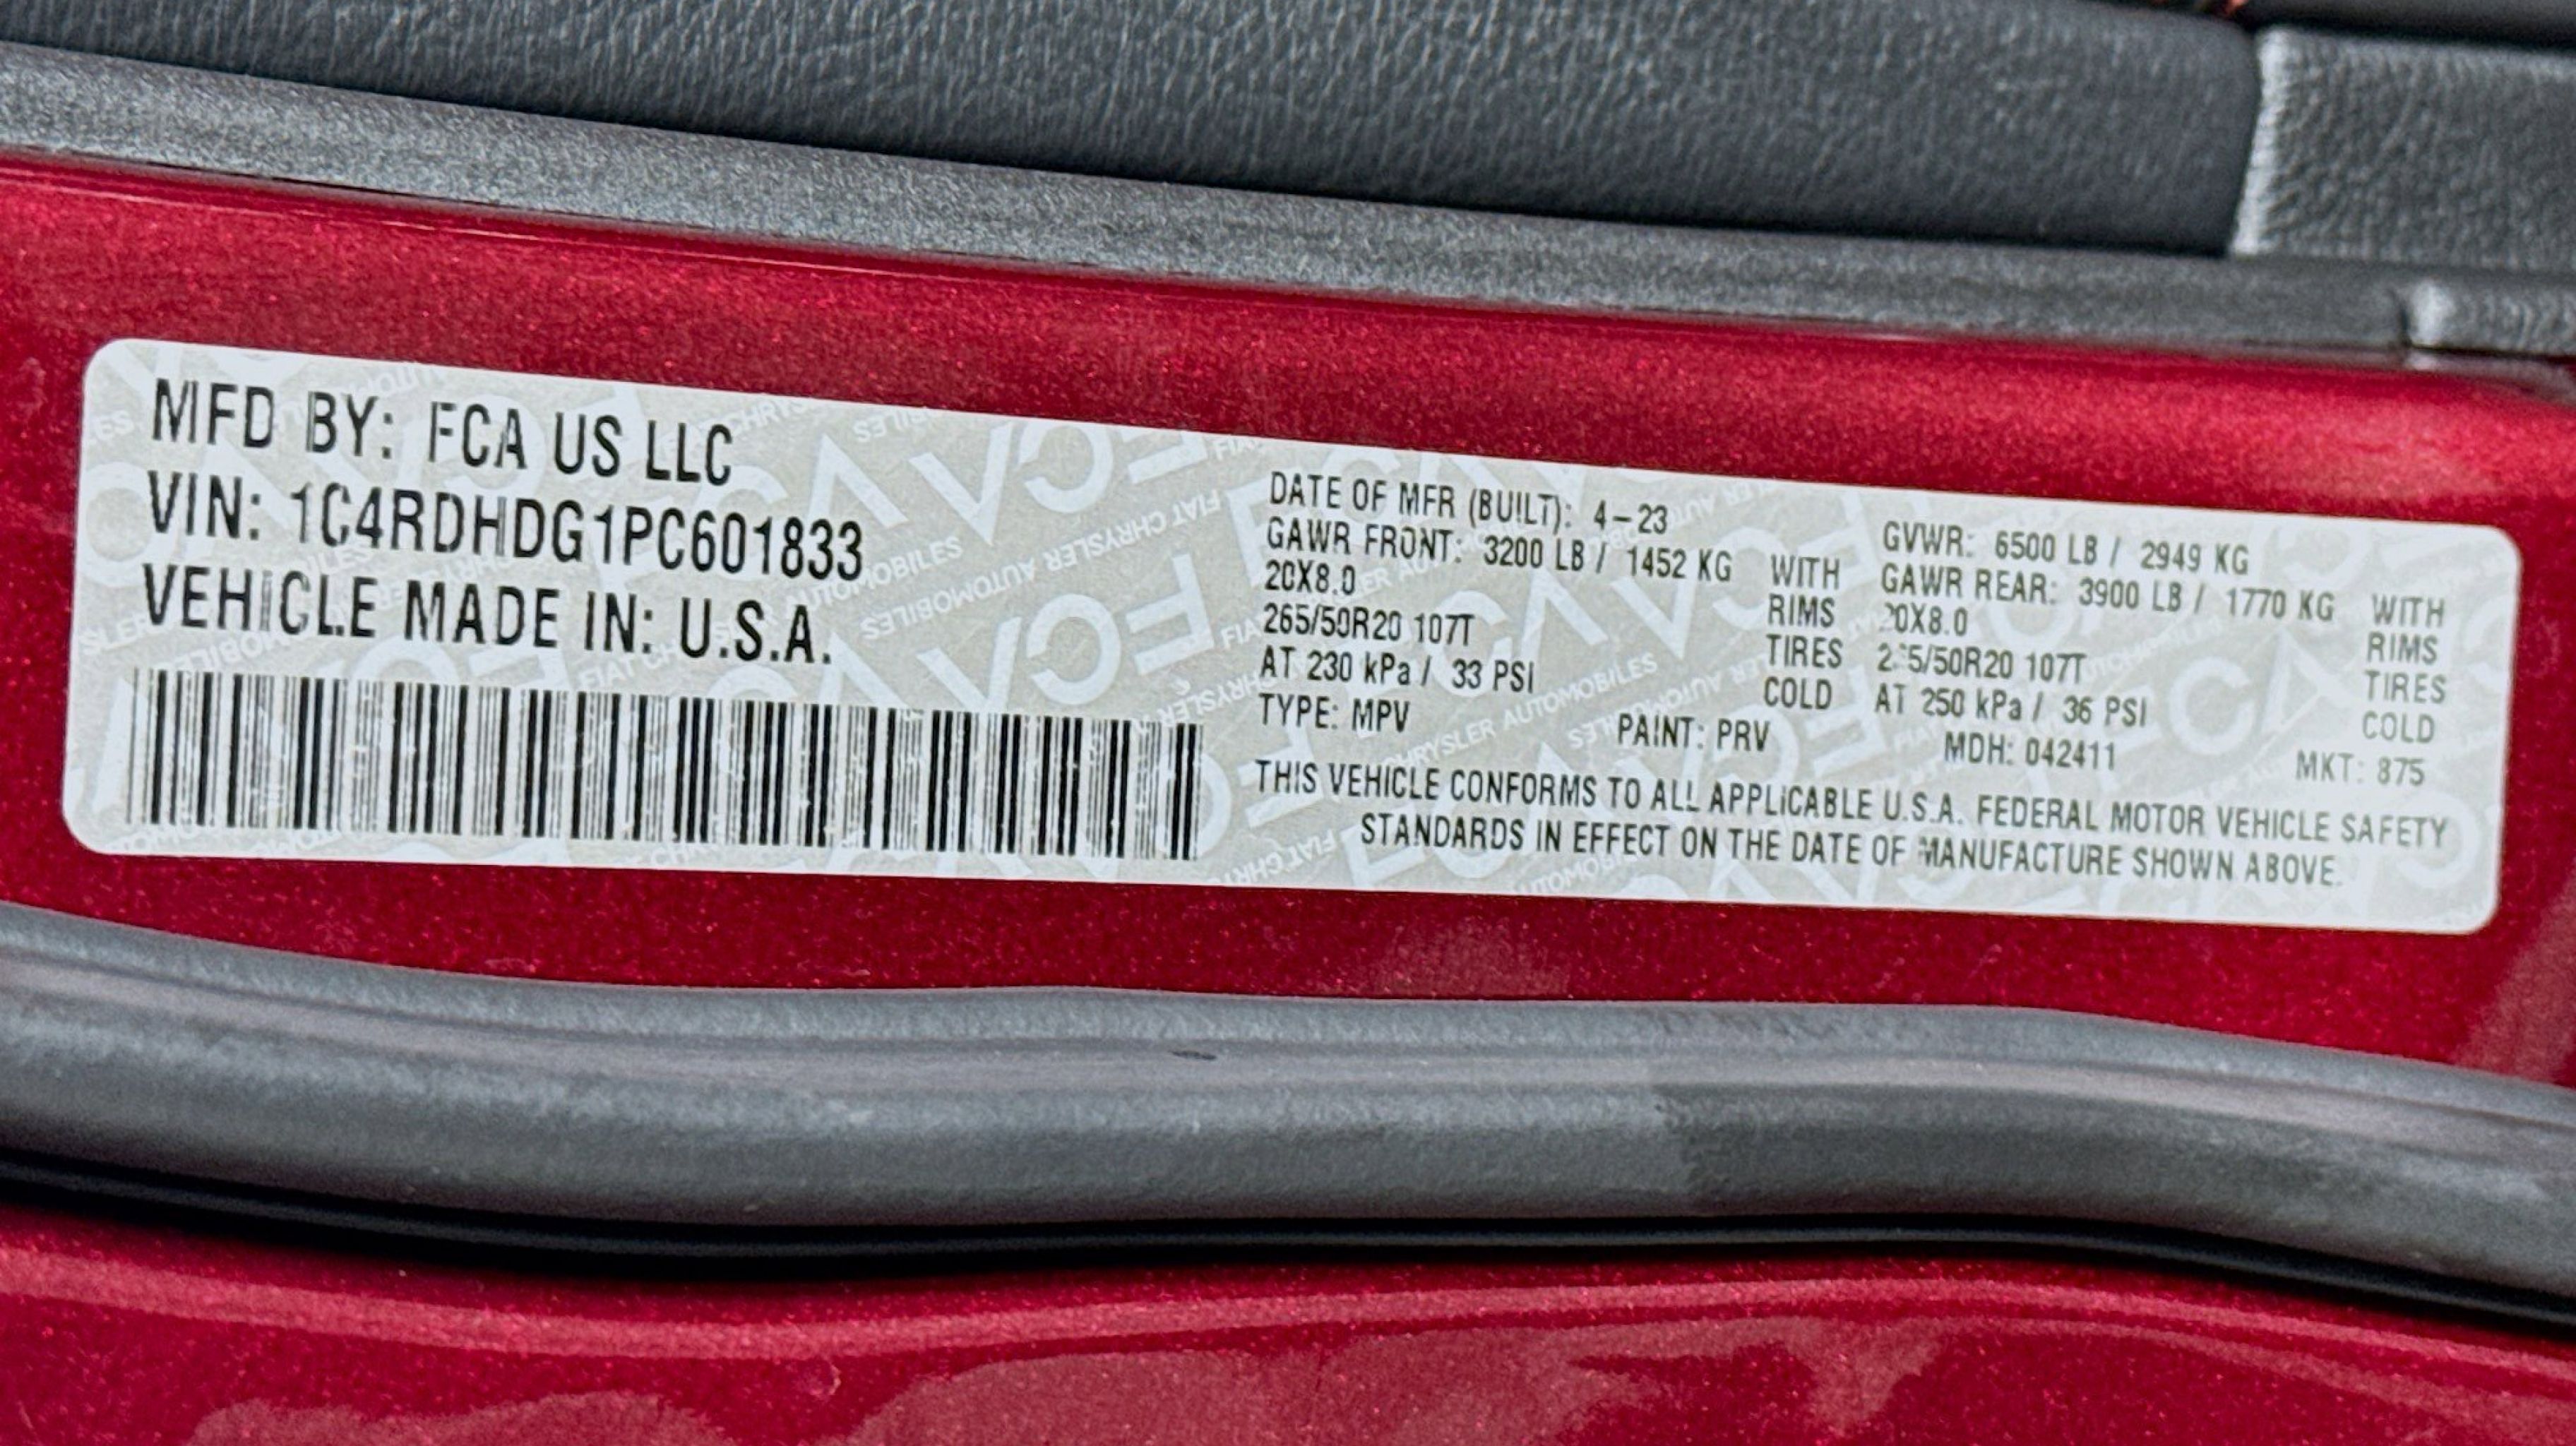 MFD BY: FCA US LLC
VIN: 1C4RDHDG1PC601833
VEHICLE MADE IN: U.S.A.
DATE OF MFR (BUILT): 4-23
GAWR FRONT: 3200 LB / 1452 KG WITH
20X8.0 RIMS
265/50R20 107T TIRES
AT 230 kPa / 33 PSI COLD
GVWR: 6500 LB / 2949 KG
GAWR REAR: 3900 LB / 1770 KG WITH
20X8.0 RIMS
265/50R20 107T TIRES
AT 250 kPa / 36 PSI COLD
TYPE: MPV PAINT: PRV MDH: 042411 MKT: 875
THIS VEHICLE CONFORMS TO ALL APPLICABLE U.S.A. FEDERAL MOTOR VEHICLE SAFETY
STANDARDS IN EFFECT ON THE DATE OF MANUFACTURE SHOWN ABOVE.